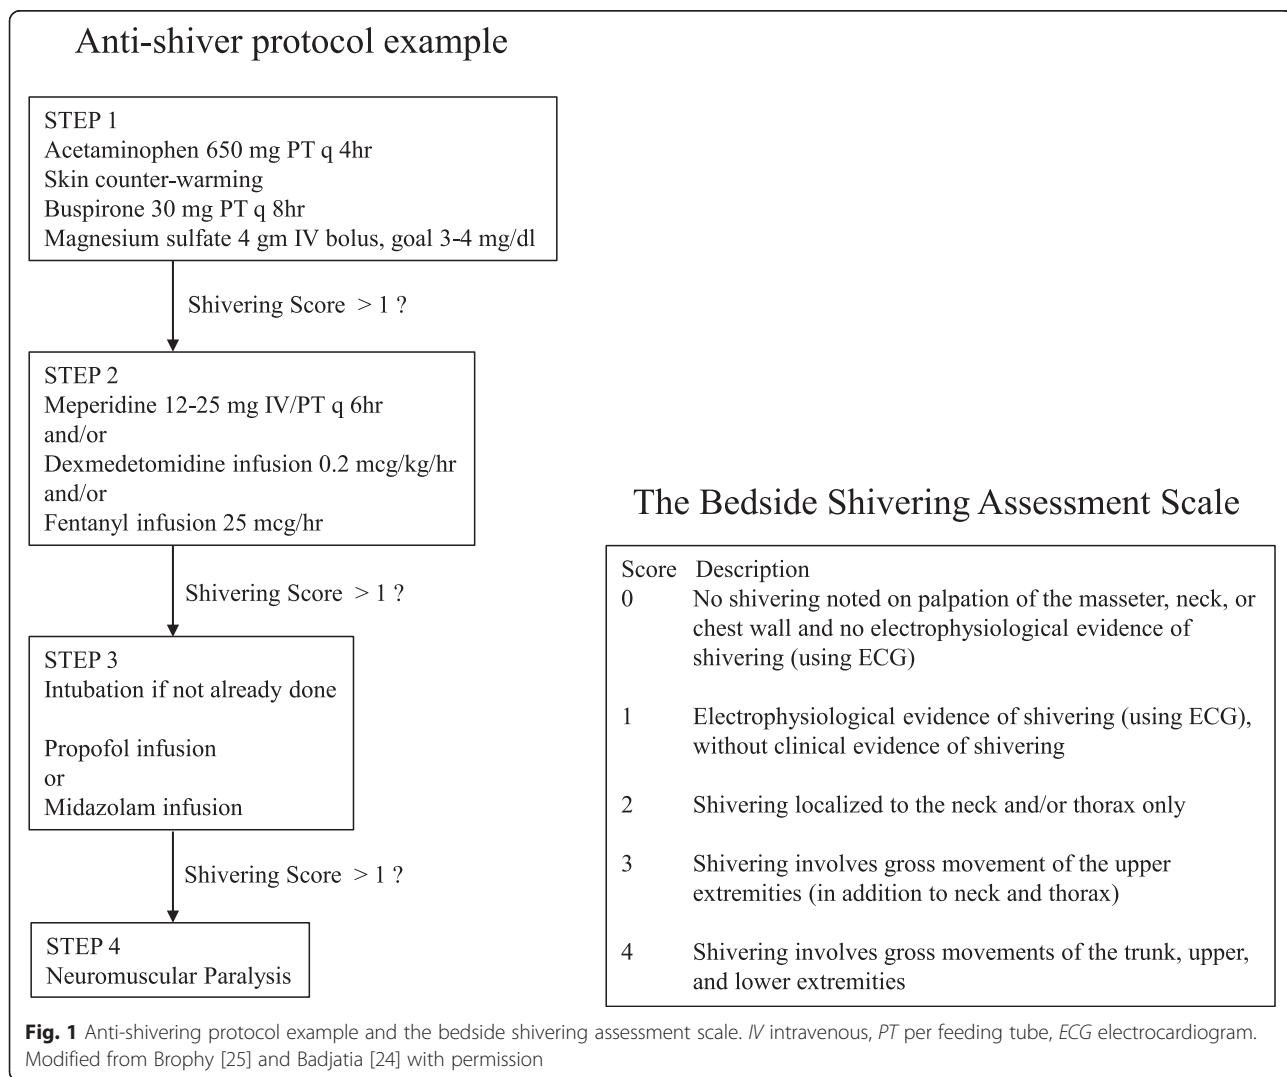 Anti-shiver protocol example
STEP 1
Acetaminophen 650 mg PT q 4hr
Skin counter-warming
Buspirone 30 mg PT q 8hr
Magnesium sulfate 4 gm IV bolus, goal 3-4 mg/dl
Shivering Score > 1 ?
STEP 2
Meperidine 12-25 mg IV/PT q 6hr
and/or
Dexmedetomidine infusion 0.2 mcg/kg/hr
and/or
Fentanyl infusion 25 mcg/hr
Shivering Score > 1 ?
STEP 3
Intubation if not already done
Propofol infusion
or
Midazolam infusion
Shivering Score > 1 ?
STEP 4
Neuromuscular Paralysis
The Bedside Shivering Assessment Scale
Score Description
0 No shivering noted on palpation of the masseter, neck, or
chest wall and no electrophysiological evidence of
shivering (using ECG)
1 Electrophysiological evidence of shivering (using ECG),
without clinical evidence of shivering
2 Shivering localized to the neck and/or thorax only
3 Shivering involves gross movement of the upper
extremities (in addition to neck and thorax)
4 Shivering involves gross movements of the trunk, upper,
and lower extremities
Fig. 1 Anti-shivering protocol example and the bedside shivering assessment scale. IV intravenous, PT per feeding tube, ECG electrocardiogram.
Modified from Brophy [25] and Badjatia [24] with permission